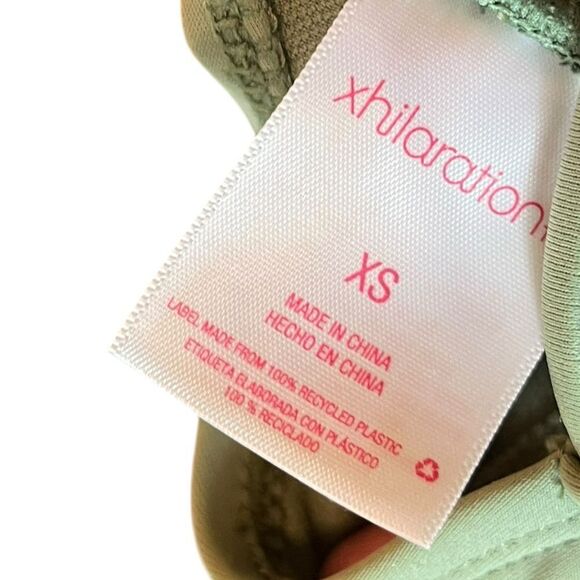 xhilaration
XS
MADE IN CHINA
HECHO EN CHINA
LABEL MADE FROM 100% RECYCLED PLASTIC
ETIQUETA ELABORADA CON PLÁSTICO
100 % RECICLADO